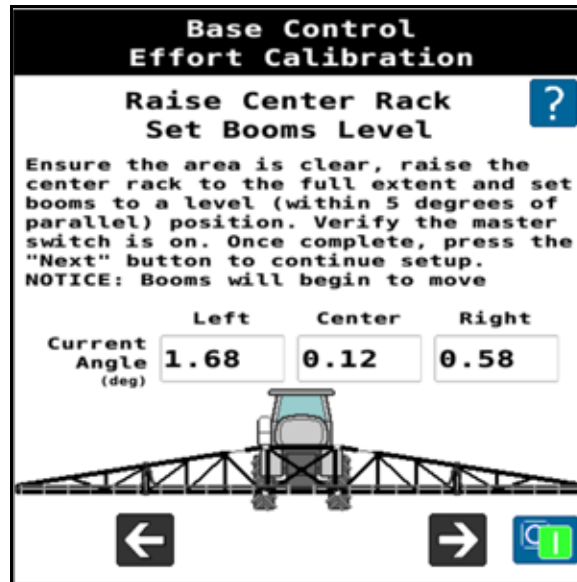 Base Control
Effort Calibration
Raise Center Rack
Set Booms Level
?
Ensure the area is clear, raise the
center rack to the full extent and set
booms to a level (within 5 degrees of
parallel) position. Verify the master
switch is on. Once complete, press the
"Next" button to continue setup.
NOTICE: Booms will begin to move
Left Center Right
Current
Angle 1.68 0.12 0.58
(deg)